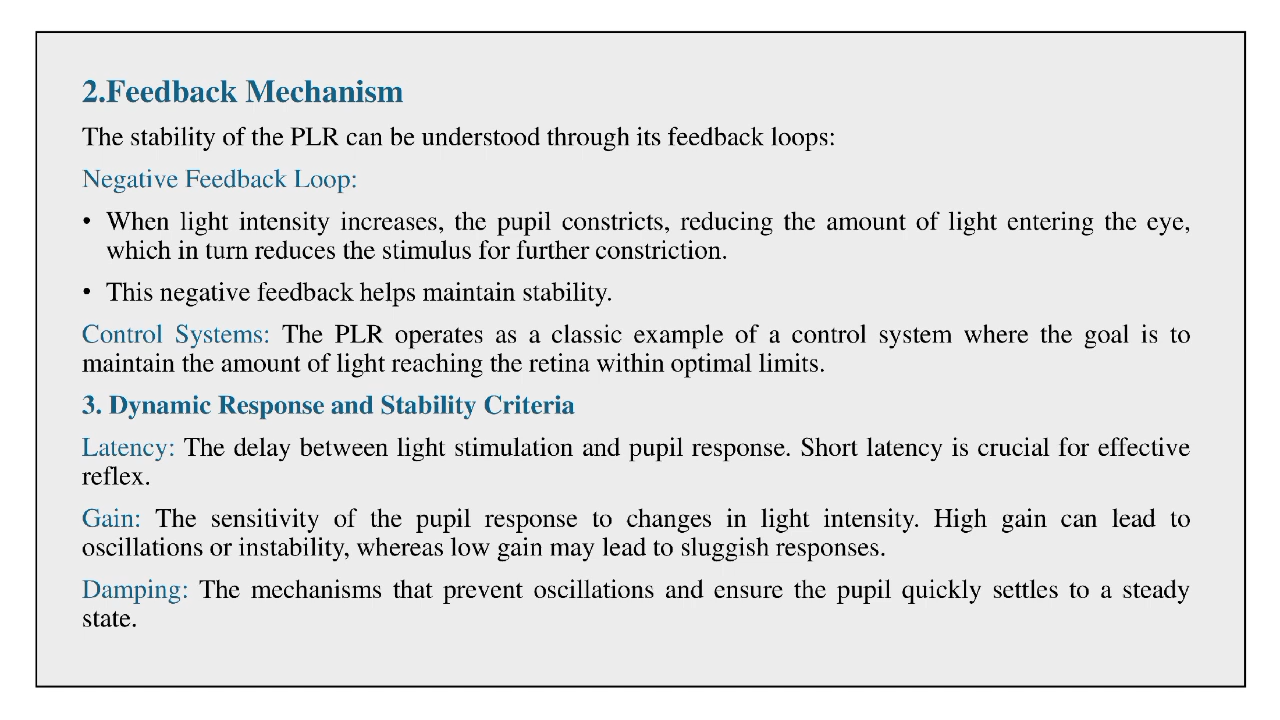 2.Feedback Mechanism
The stability of the PLR can be understood through its feedback loops:
Negative Feedback Loop:
• When light intensity increases, the pupil constricts, reducing the amount of light entering the eye,
which in turn reduces the stimulus for further constriction.
• This negative feedback helps maintain stability.
Control Systems: The PLR operates as a classic example of a control system where the goal is to
maintain the amount of light reaching the retina within optimal limits.
3. Dynamic Response and Stability Criteria
Latency: The delay between light stimulation and pupil response. Short latency is crucial for effective
reflex.
Gain: The sensitivity of the pupil response to changes in light intensity. High gain can lead to
oscillations or instability, whereas low gain may lead to sluggish responses.
Damping: The mechanisms that prevent oscillations and ensure the pupil quickly settles to a steady
state.